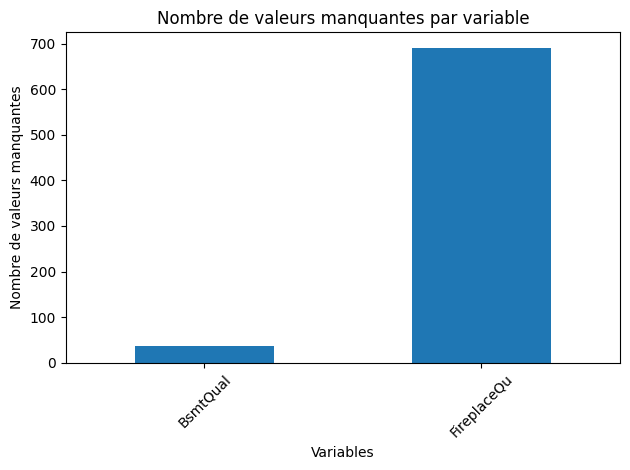 Nombre de valeurs manquantes par variable
Nombre de valeurs manquantes
700
600
500
400
300
200
100
0
BsmtQual
FireplaceQu
Variables